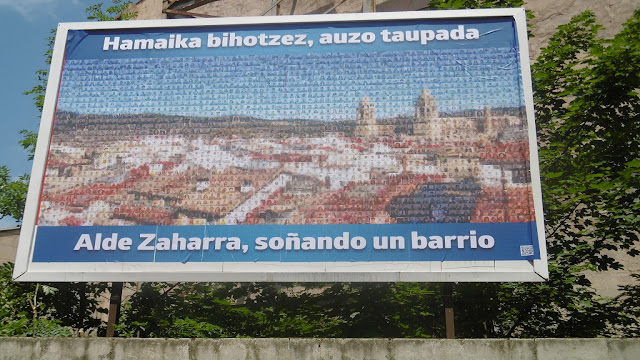 Hamaika bihotzez, auzo taupada
Alde Zaharra, soñando un barrio